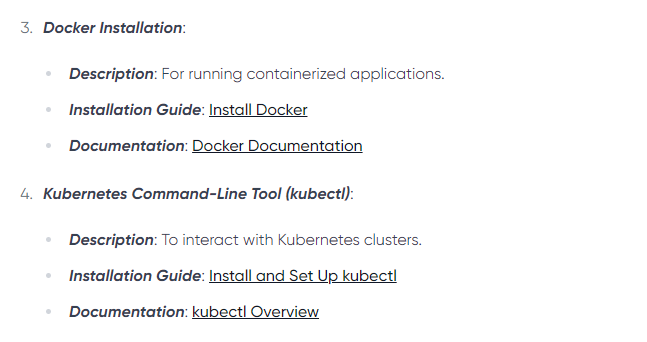 3. Docker Installation:
• Description: For running containerized applications.
• Installation Guide: Install Docker
• Documentation: Docker Documentation
4. Kubernetes Command-Line Tool (kubectl):
• Description: To interact with Kubernetes clusters.
• Installation Guide: Install and Set Up kubectl
• Documentation: kubectl Overview